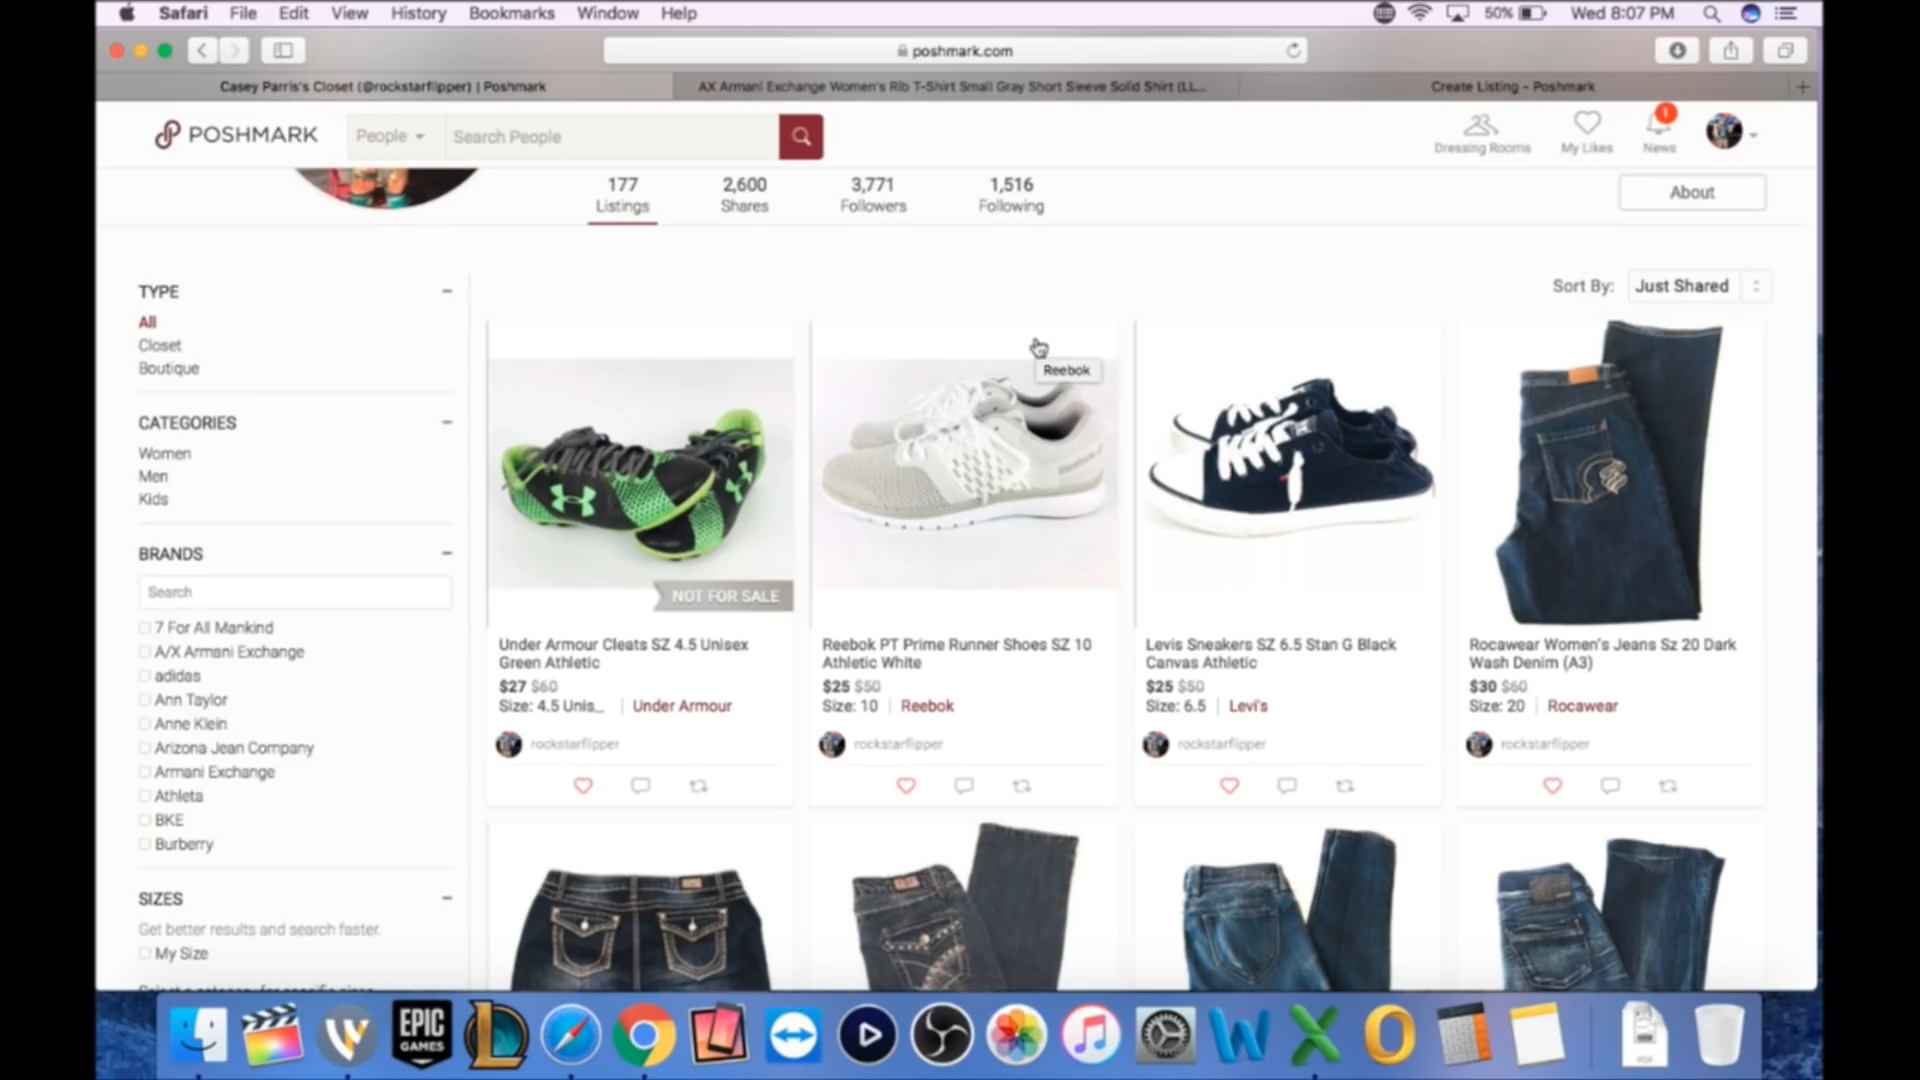 Safari File Edit View History Bookmarks Window Help 50% Wed 8:07 PM
poshmark.com
Casey Parris's Closet (@rockstarflipper) | Poshmark
AX Armani Exchange Women's Rib T-Shirt Small Gray Short Sleeve Solid Shirt (LL...
Create Listing - Poshmark
POSHMARK
People
Search People
Dressing Rooms
My Likes
1
News
177
Listings
2,600
Shares
3,771
Followers
1,516
Following
About
TYPE
All
Closet
Boutique
CATEGORIES
Women
Men
Kids
BRANDS
Search
7 For All Mankind
A/X Armani Exchange
adidas
Ann Taylor
Anne Klein
Arizona Jean Company
Armani Exchange
Athleta
BKE
Burberry
SIZES
Get better results and search faster.
My Size
Sort By: Just Shared
Reebok
NOT FOR SALE
Under Armour Cleats SZ 4.5 Unisex
Green Athletic
$27 $60
Size: 4.5 Unis... Under Armour
rockstarflipper
Reebok PT Prime Runner Shoes SZ 10
Athletic White
$25 $50
Size: 10 Reebok
rockstarflipper
Levis Sneakers SZ 6.5 Stan G Black
Canvas Athletic
$25 $50
Size: 6.5 Levi's
rockstarflipper
Rocawear Women's Jeans Sz 20 Dark
Wash Denim (A3)
$30 $60
Size: 20 Rocawear
rockstarflipper
EPIC
GAMES